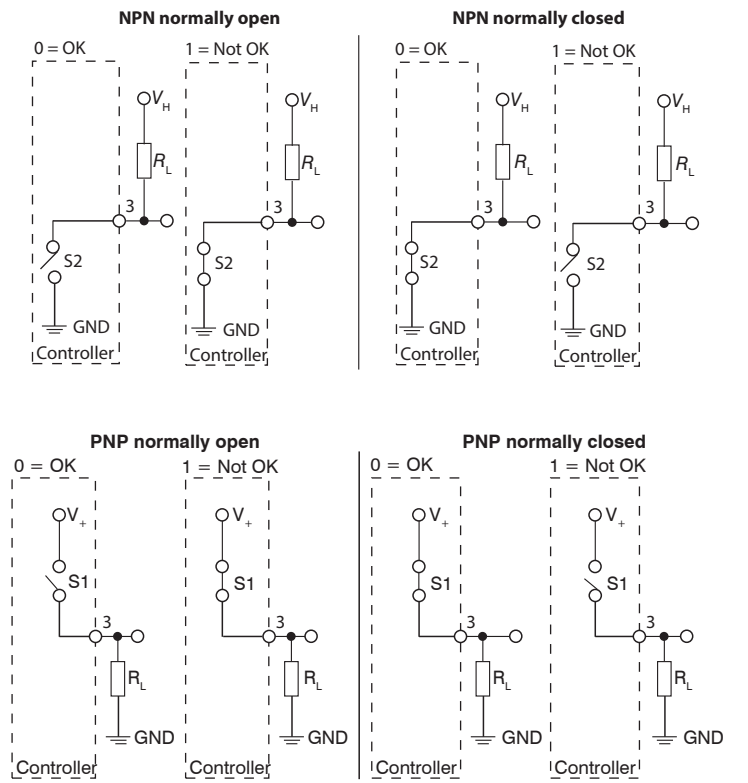 NPN normally open
NPN normally closed
0 = OK
1 = Not OK
0 = OK
1 = Not OK
VH
VH
VH
VH
RL
RL
RL
RL
3
3
3
3
S2
S2
S2
S2
GND
GND
GND
GND
Controller
Controller
Controller
Controller
PNP normally open
PNP normally closed
0 = OK
1 = Not OK
0 = OK
1 = Not OK
V+
V+
V+
V+
S1
S1
S1
S1
3
3
3
3
RL
RL
RL
RL
GND
GND
GND
GND
Controller
Controller
Controller
Controller